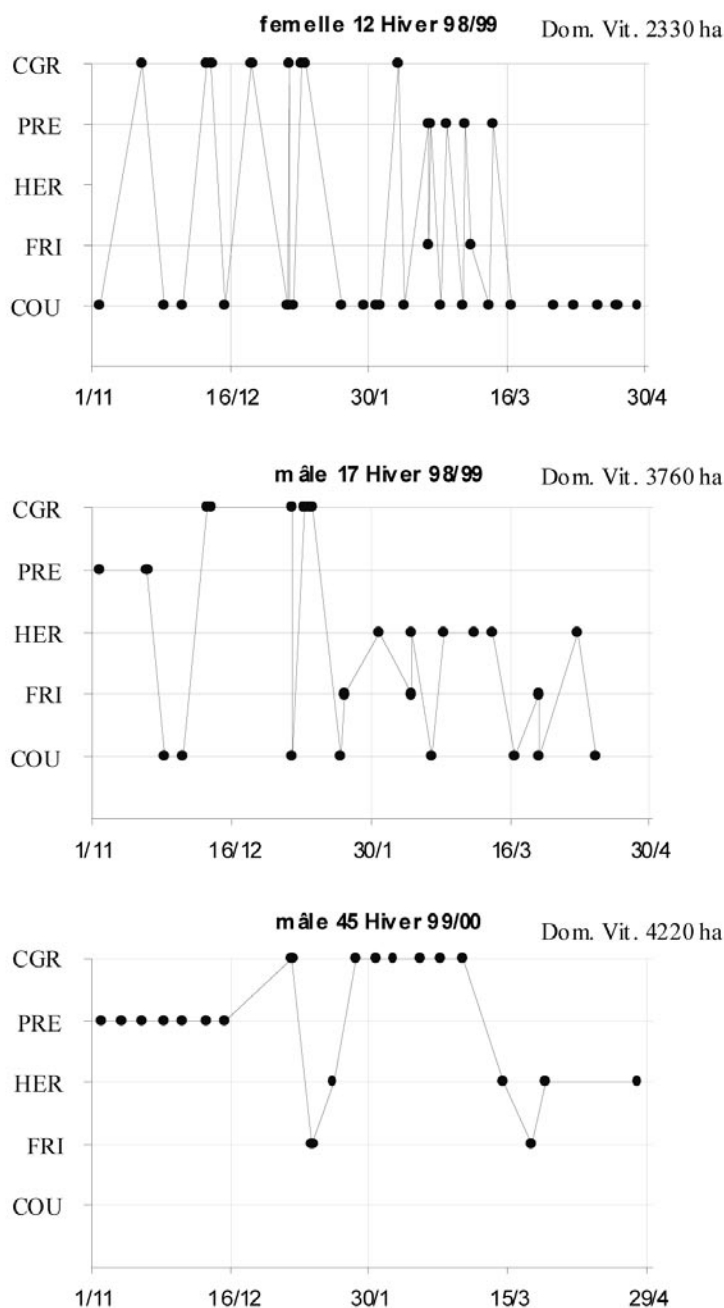 femelle 12 Hiver 98/99 Dom. Vit. 2330 ha
CGR
PRE
HER
FRI
COU
1/11 16/12 30/1 16/3 30/4
mâle 17 Hiver 98/99 Dom. Vit. 3760 ha
CGR
PRE
HER
FRI
COU
1/11 16/12 30/1 16/3 30/4
mâle 45 Hiver 99/00 Dom. Vit. 4220 ha
CGR
PRE
HER
FRI
COU
1/11 16/12 30/1 15/3 29/4